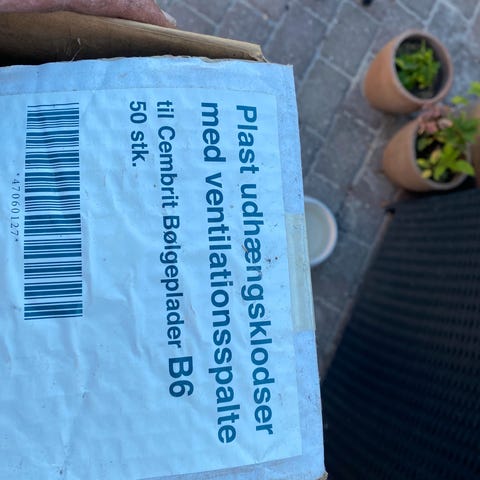 Plast udhængsklodser
med ventilationsspalte
til Cembrit Bølgeplader B6
50 stk.
*47060127*